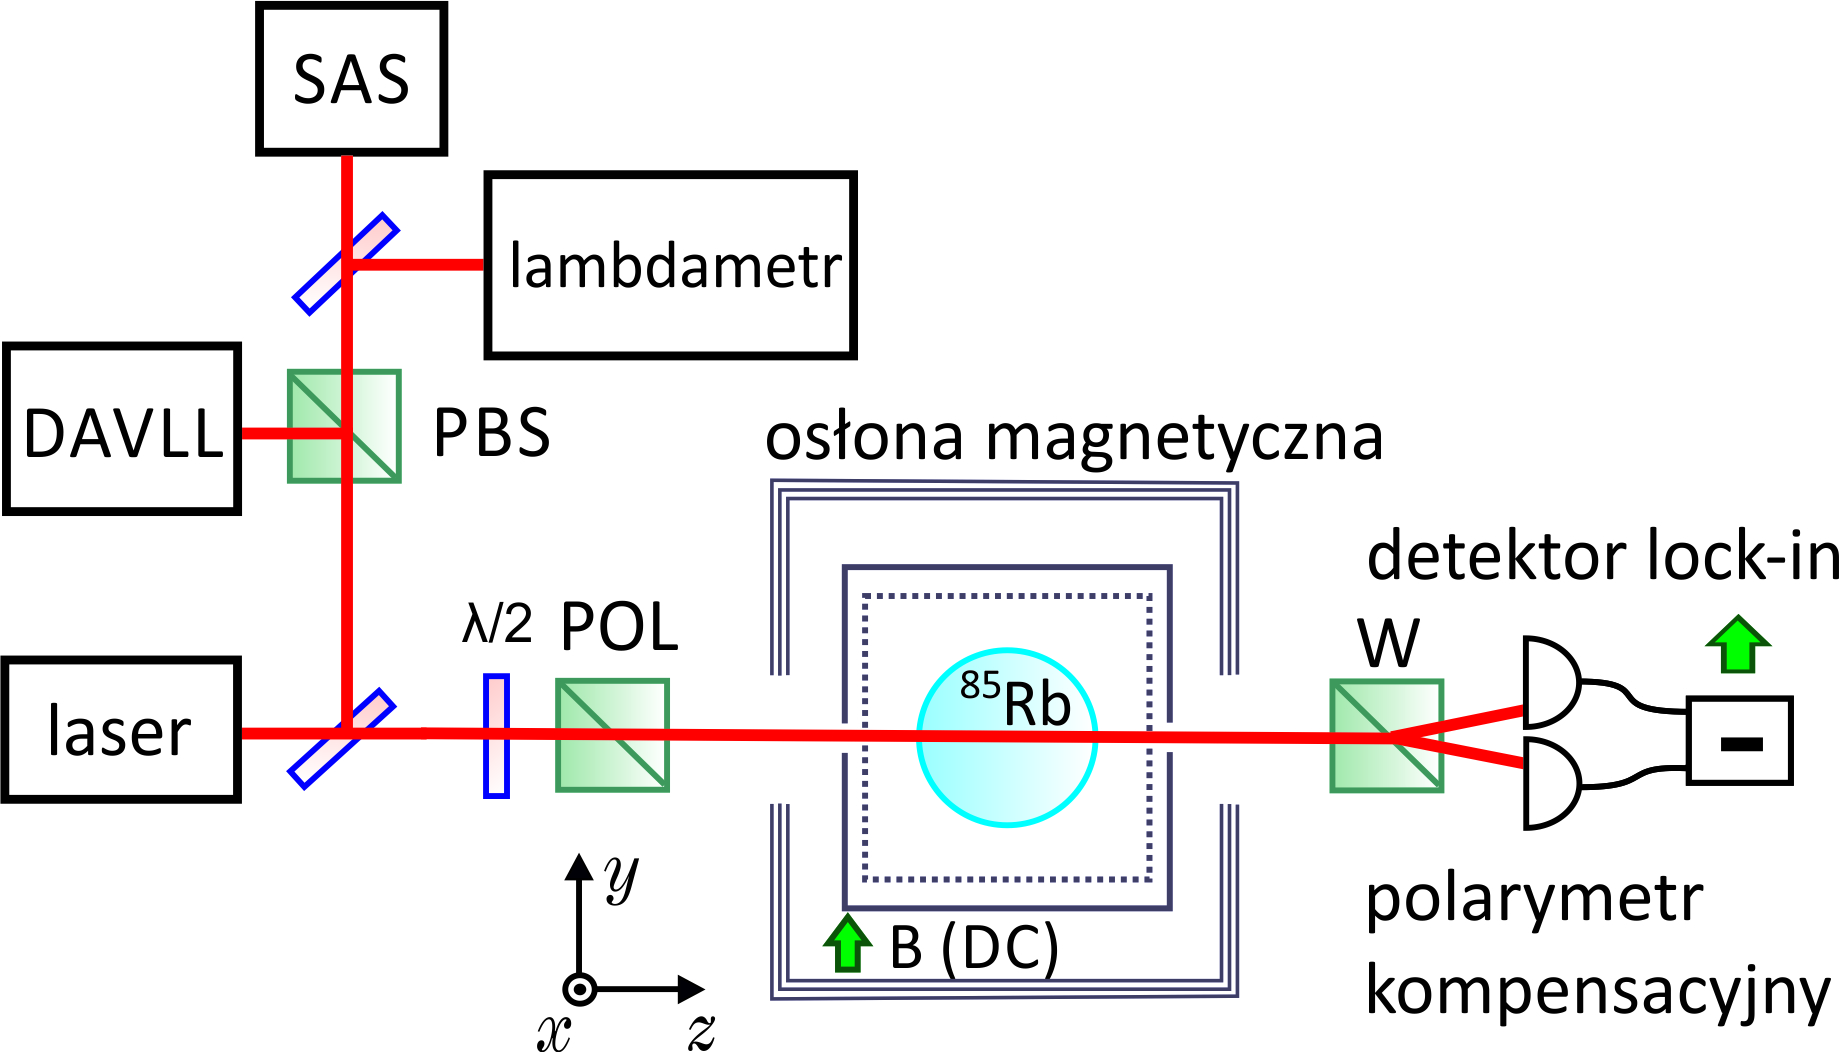 SAS
lambdametr
DAVLL
PBS
osłona magnetyczna
detektor lock-in
λ/2
POL
W
⁸⁵Rb
laser
-
y
B (DC)
polarymetr
kompensacyjny
x
z